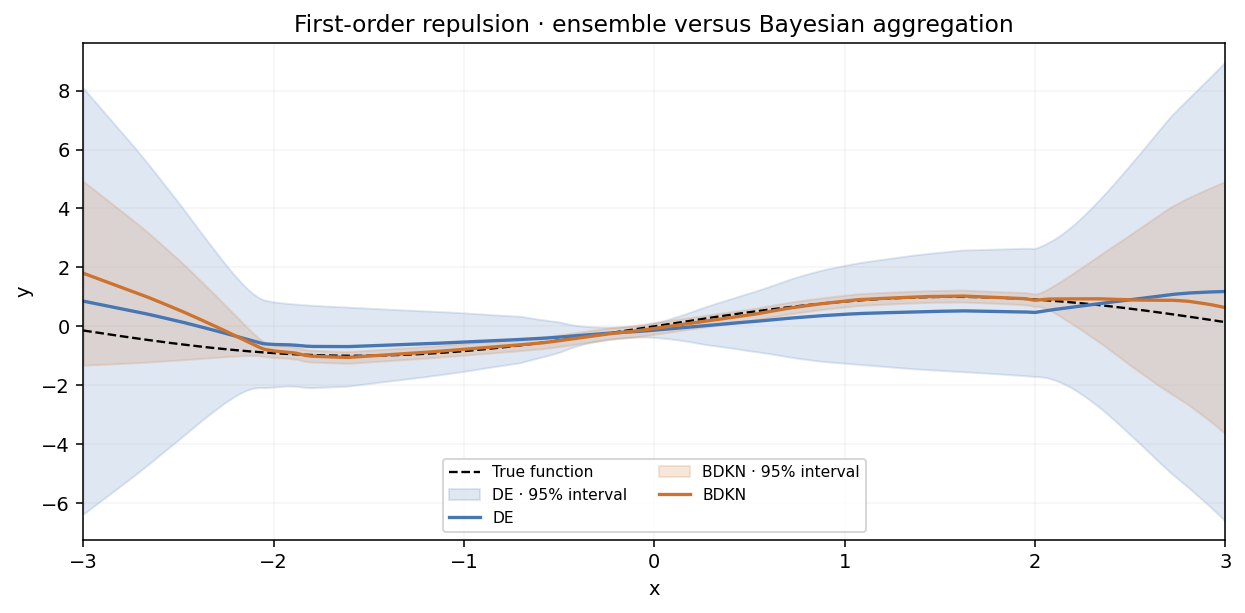 First-order repulsion · ensemble versus Bayesian aggregation
y
8
6
4
2
0
−2
−4
−6
True function
DE · 95% interval
DE
BDKN · 95% interval
BDKN
−3
−2
−1
0
1
2
3
x